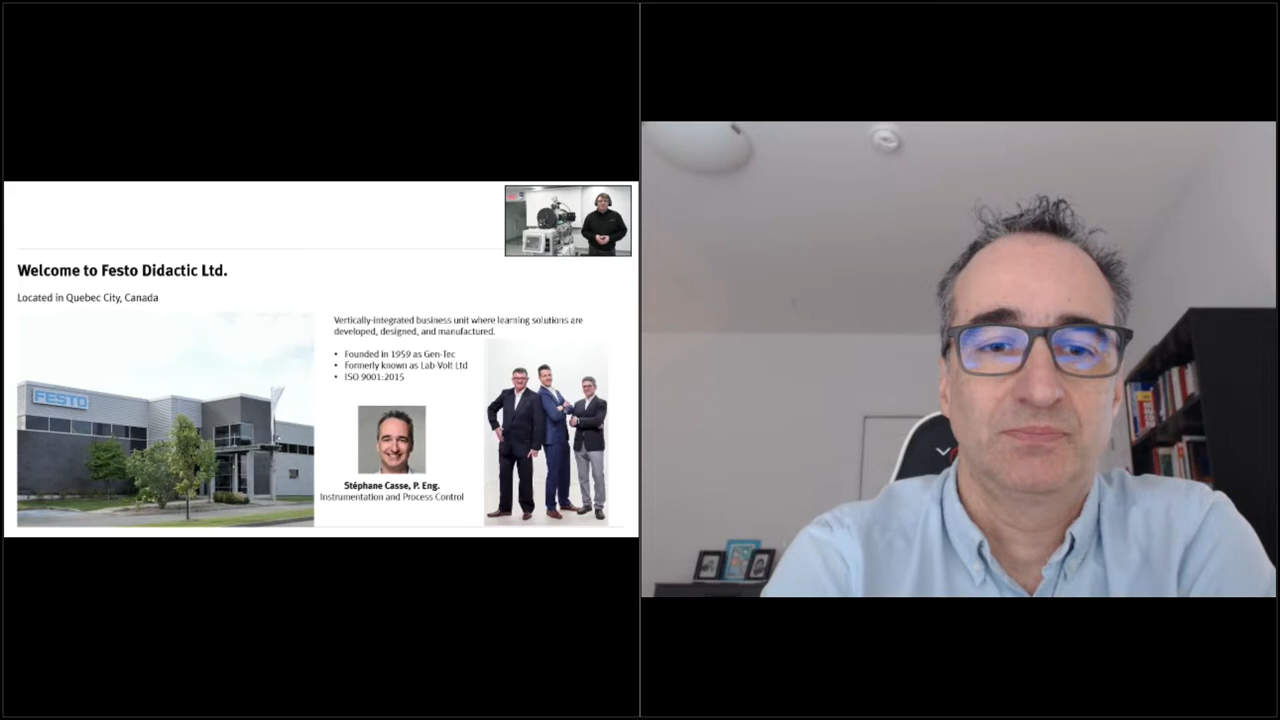 Welcome to Festo Didactic Ltd.
Located in Quebec City, Canada
Vertically-integrated business unit where learning solutions are
developed, designed, and manufactured.
• Founded in 1959 as Gen-Tec
• Formerly known as Lab-Volt Ltd
• ISO 9001:2015
FESTO
Stéphane Casse, P. Eng.
Instrumentation and Process Control